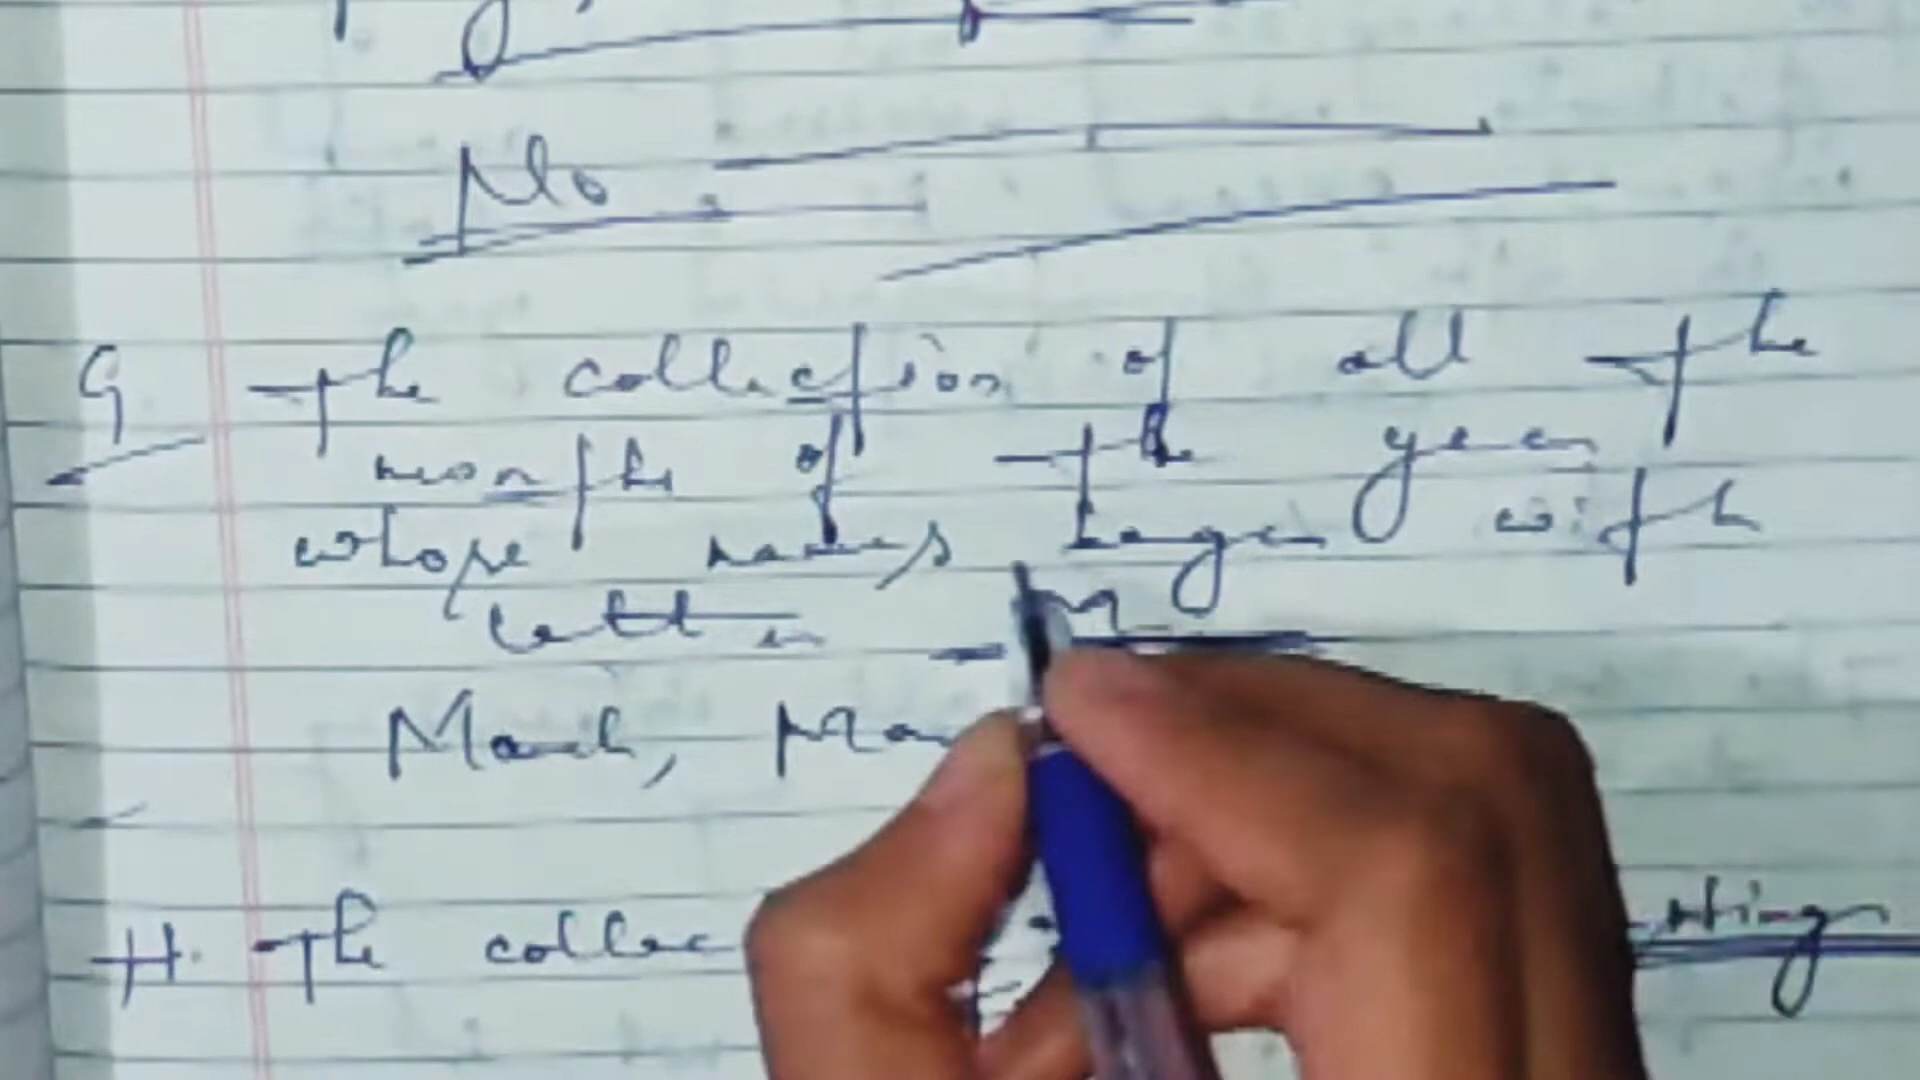 No
G The collection of all the
months of the year
whose names begin with
letter M
March, Ma
H. The collec